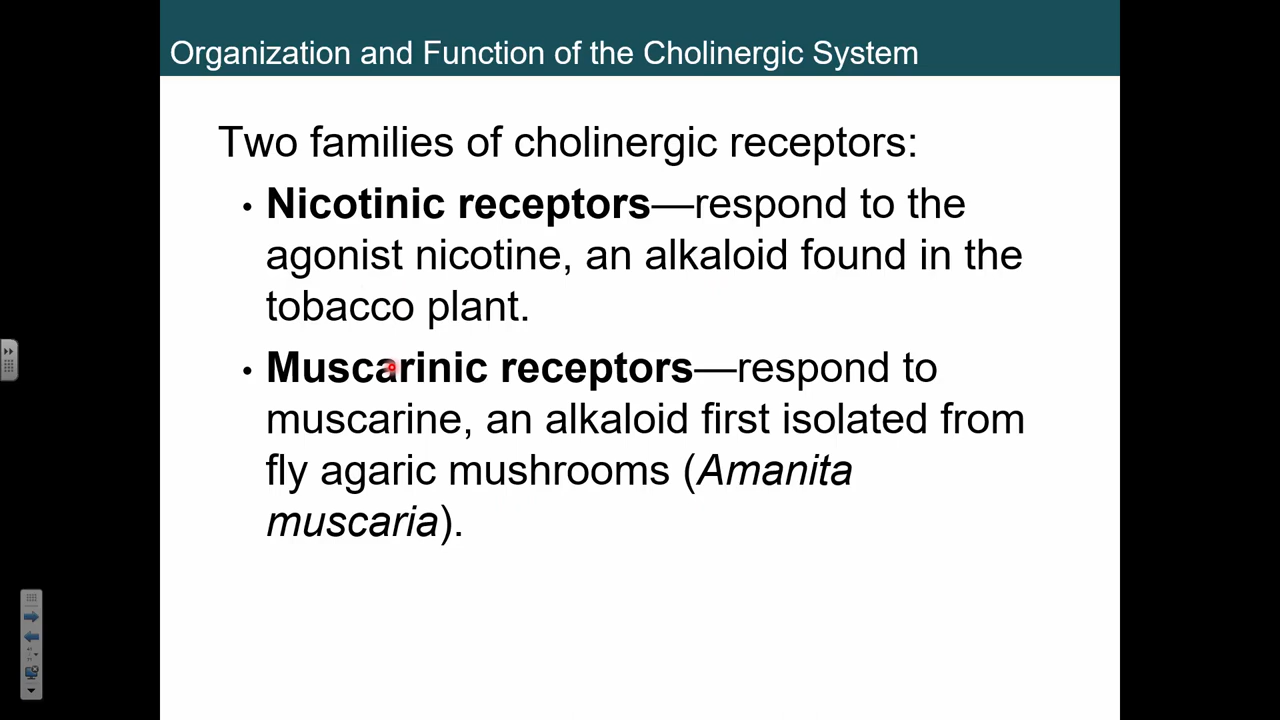 Organization and Function of the Cholinergic System
Two families of cholinergic receptors:
• Nicotinic receptors—respond to the
agonist nicotine, an alkaloid found in the
tobacco plant.
• Muscarinic receptors—respond to
muscarine, an alkaloid first isolated from
fly agaric mushrooms (Amanita
muscaria).